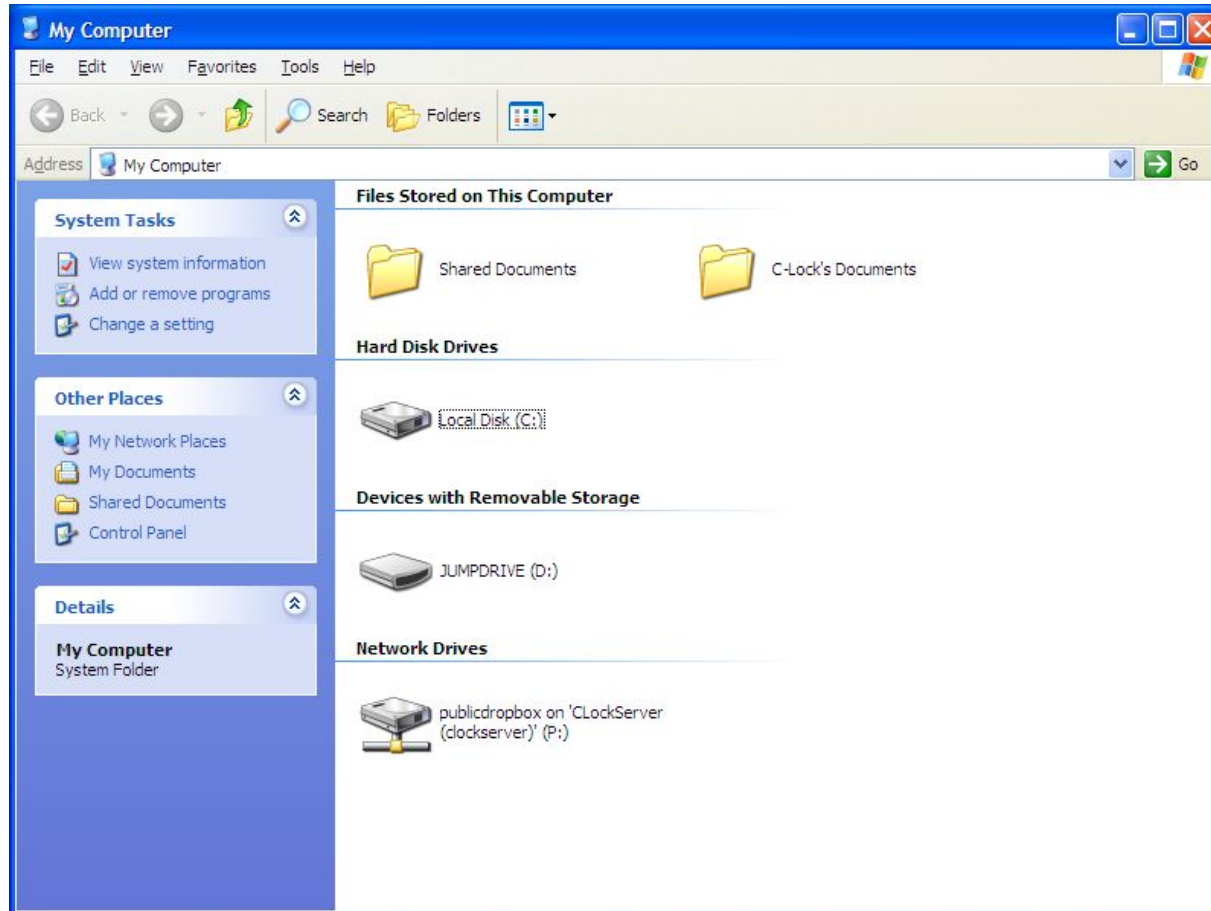 My Computer
File Edit View Favorites Tools Help
Back Search Folders
Address My Computer Go
System Tasks
View system information
Add or remove programs
Change a setting
Other Places
My Network Places
My Documents
Shared Documents
Control Panel
Details
My Computer
System Folder
Files Stored on This Computer
Shared Documents C-Lock's Documents
Hard Disk Drives
Local Disk (C:)
Devices with Removable Storage
JUMPDRIVE (D:)
Network Drives
publicdropbox on 'CLockServer
(clockserver)' (P:)